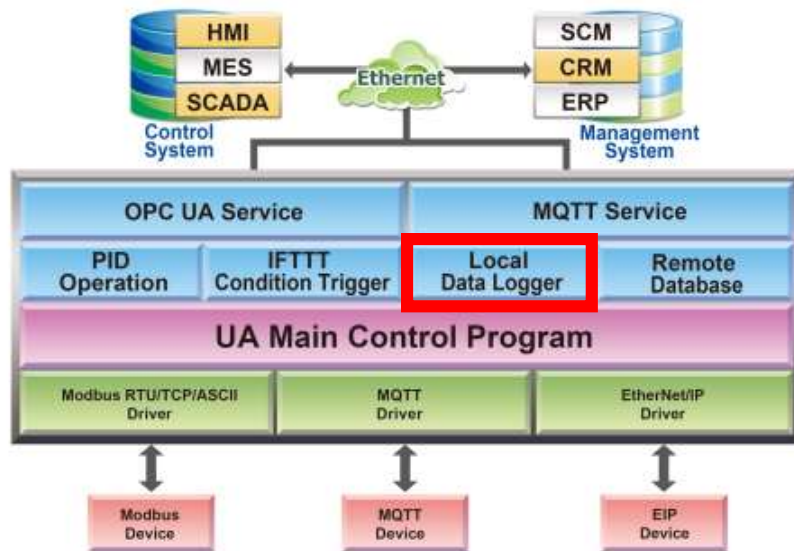 HMI
MES
SCADA
Control
System
Ethernet
SCM
CRM
ERP
Management
System
OPC UA Service
MQTT Service
PID
Operation
IFTTT
Condition Trigger
Local
Data Logger
Remote
Database
UA Main Control Program
Modbus RTU/TCP/ASCII
Driver
MQTT
Driver
EtherNet/IP
Driver
Modbus
Device
MQTT
Device
EIP
Device